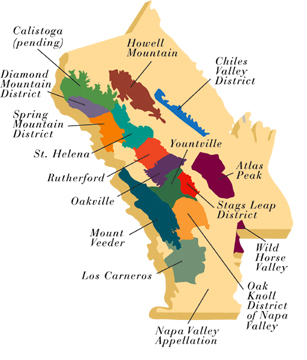 Calistoga
(pending)
Howell
Mountain
Chiles
Valley
District
Diamond
Mountain
District
Spring
Mountain
District
Yountville
St. Helena
Atlas
Peak
Rutherford
Oakville
Stags Leap
District
Mount
Veeder
Wild
Horse
Valley
Los Carneros
Oak
Knoll
District
of Napa
Valley
Napa Valley
Appellation